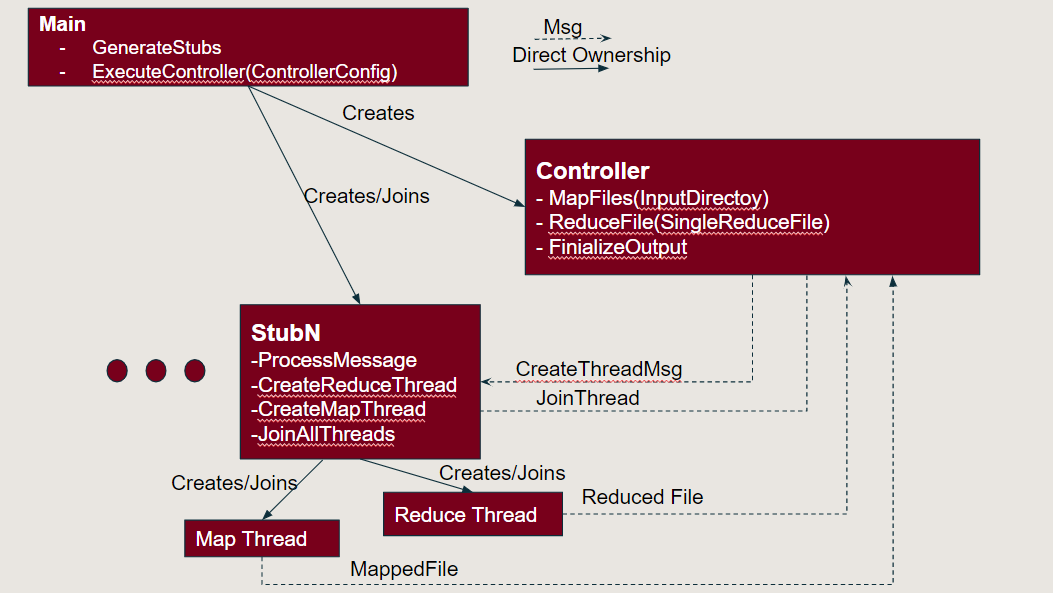 Main
- GenerateStubs
- ExecuteController(ControllerConfig)
Msg
Direct Ownership
Creates
Creates/Joins
Controller
- MapFiles(InputDirectoy)
- ReduceFile(SingleReduceFile)
- FinializeOutput
StubN
-ProcessMessage
-CreateReduceThread
-CreateMapThread
-JoinAllThreads
CreateThreadMsg
JoinThread
Creates/Joins
Creates/Joins
Reduced File
Reduce Thread
Map Thread
MappedFile